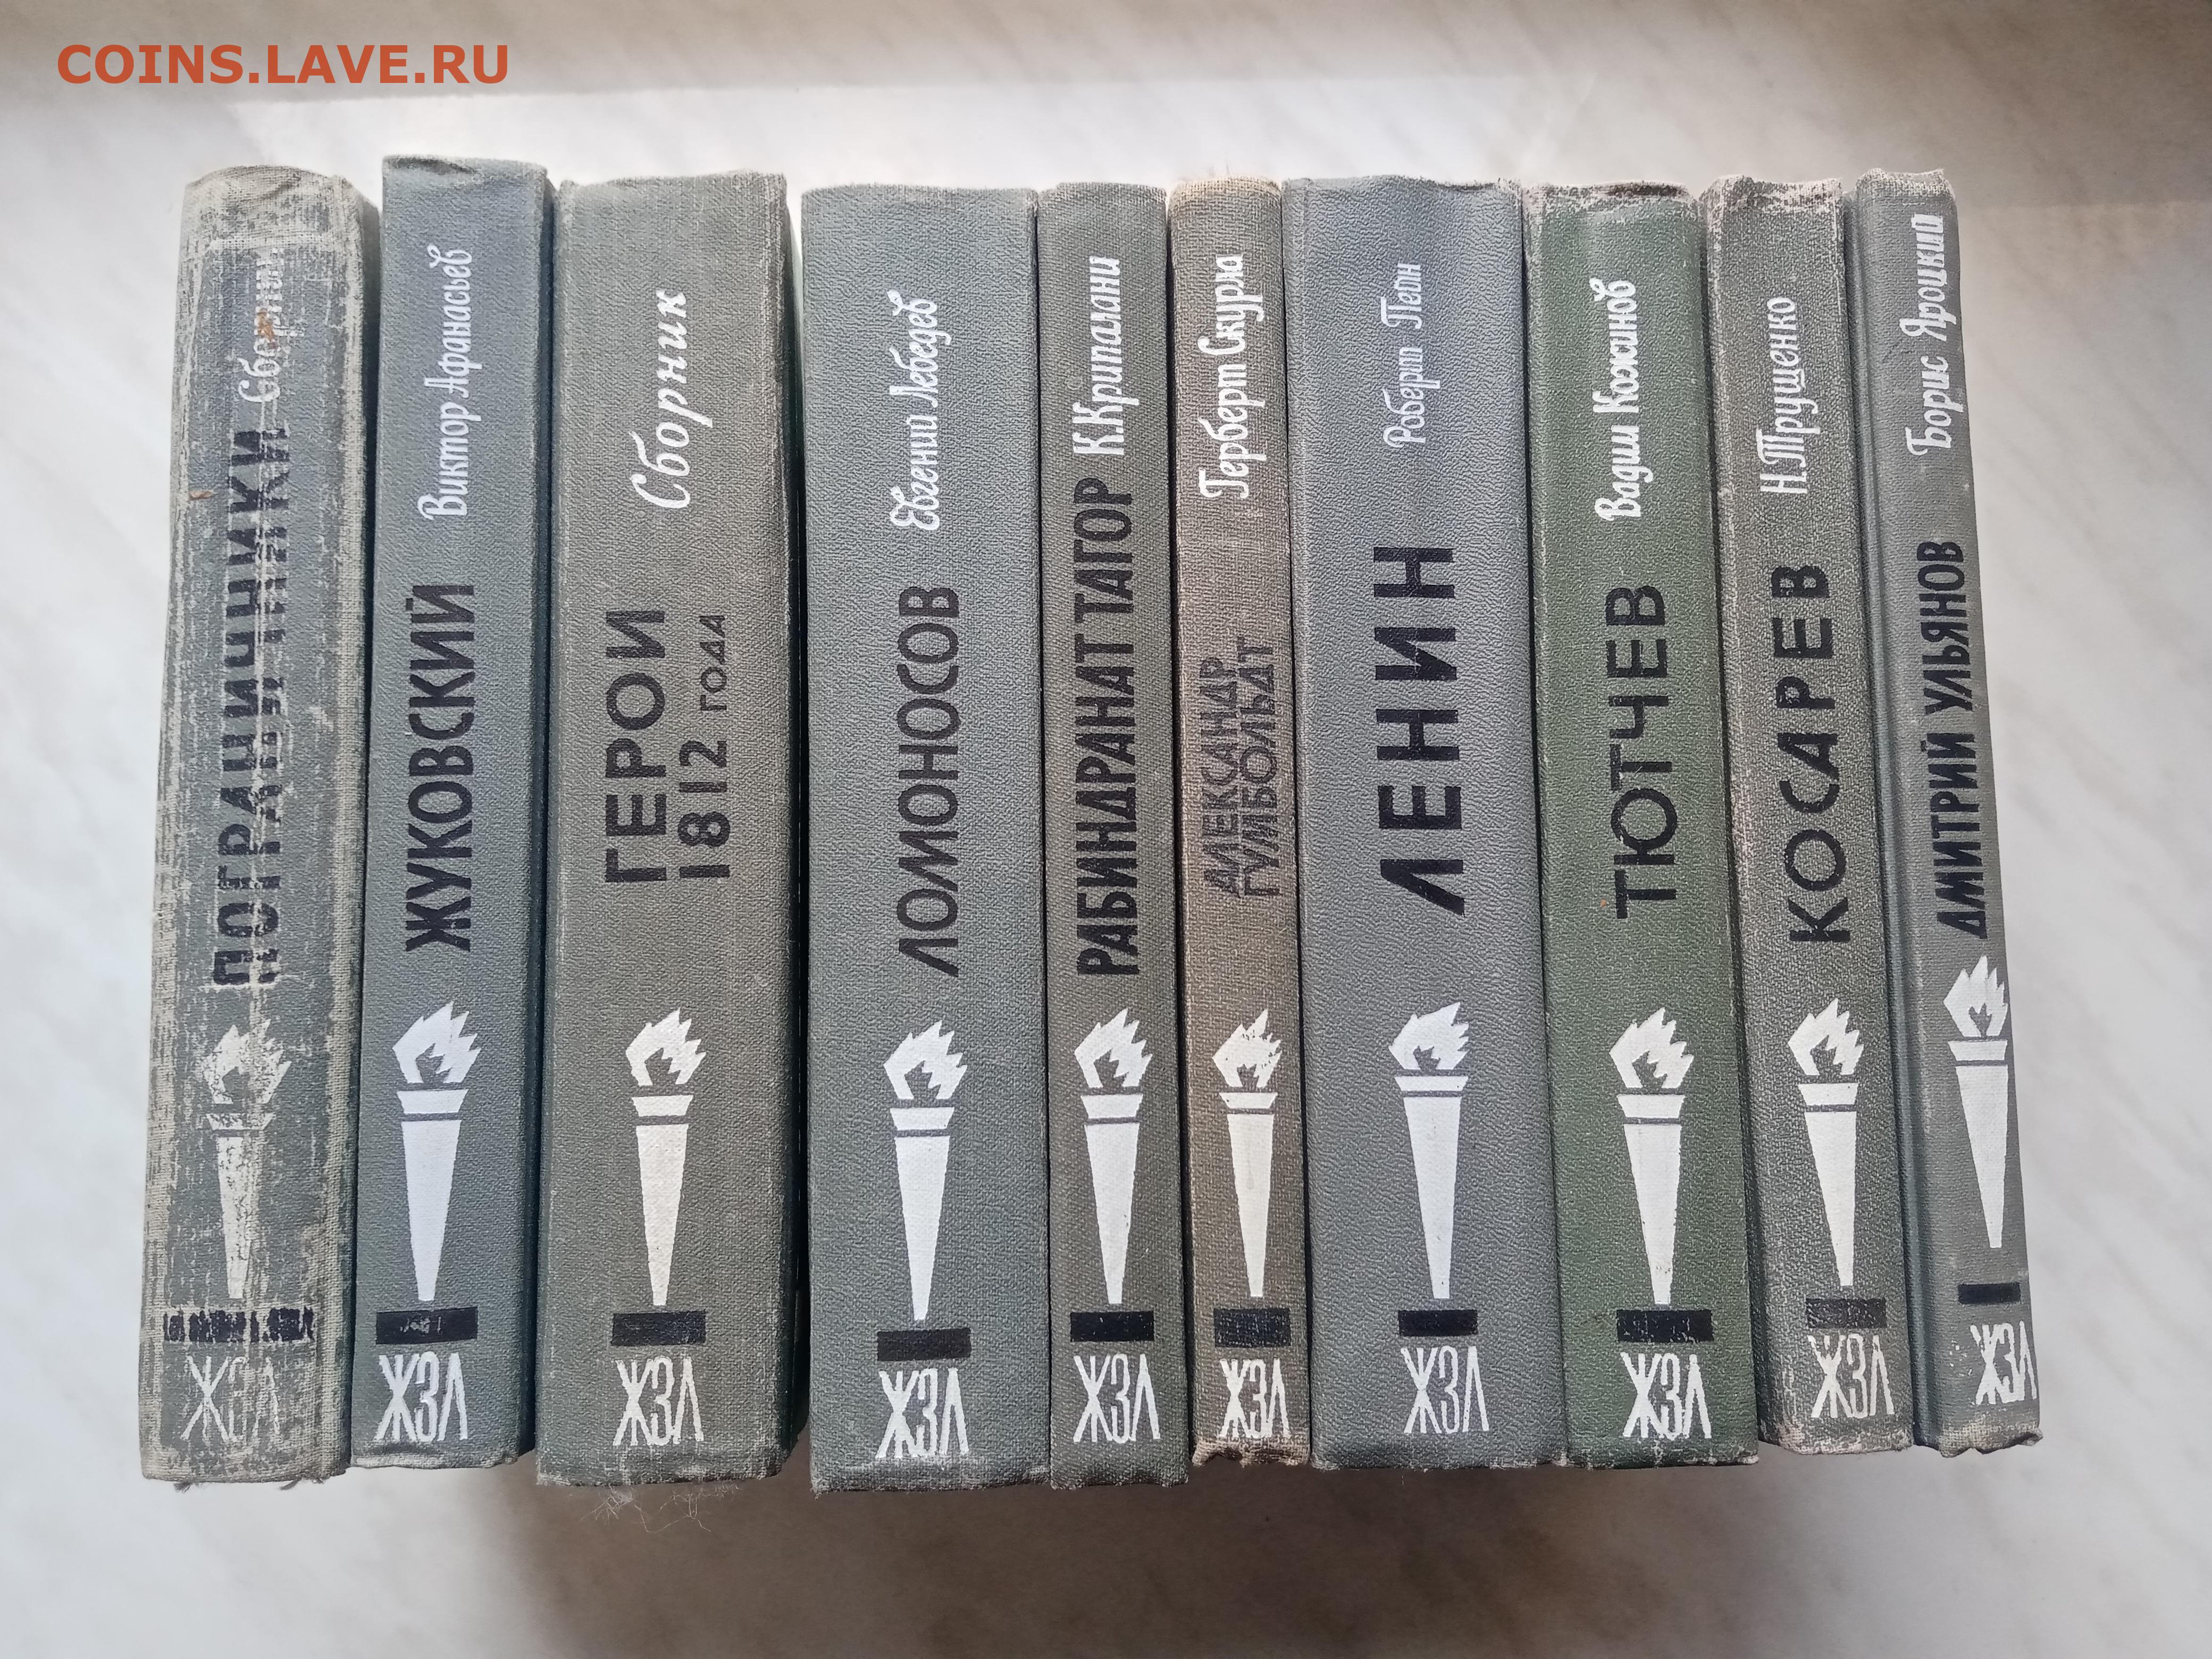 COINS.LAVE.RU
ПОГРАНИЧНИКИ Сборник
ЖЗЛ
Виктор Афанасьев
ЖУКОВСКИЙ
ЖЗЛ
Сборник
ГЕРОИ
1812 ГОДА
ЖЗЛ
Евгений Лебедев
ЛОМОНОСОВ
ЖЗЛ
К.Крипалани
РАБИНДРАНАТ ТАГОР
ЖЗЛ
Герберт Скурла
АЛЕКСАНДР
ГУМБОЛЬДТ
ЖЗЛ
Роберт Пейн
ЛЕНИН
ЖЗЛ
Вадим Кожинов
ТЮТЧЕВ
ЖЗЛ
Н.Трущенко
КОСАРЕВ
ЖЗЛ
Борис Яроцкий
ДМИТРИЙ УЛЬЯНОВ
ЖЗЛ